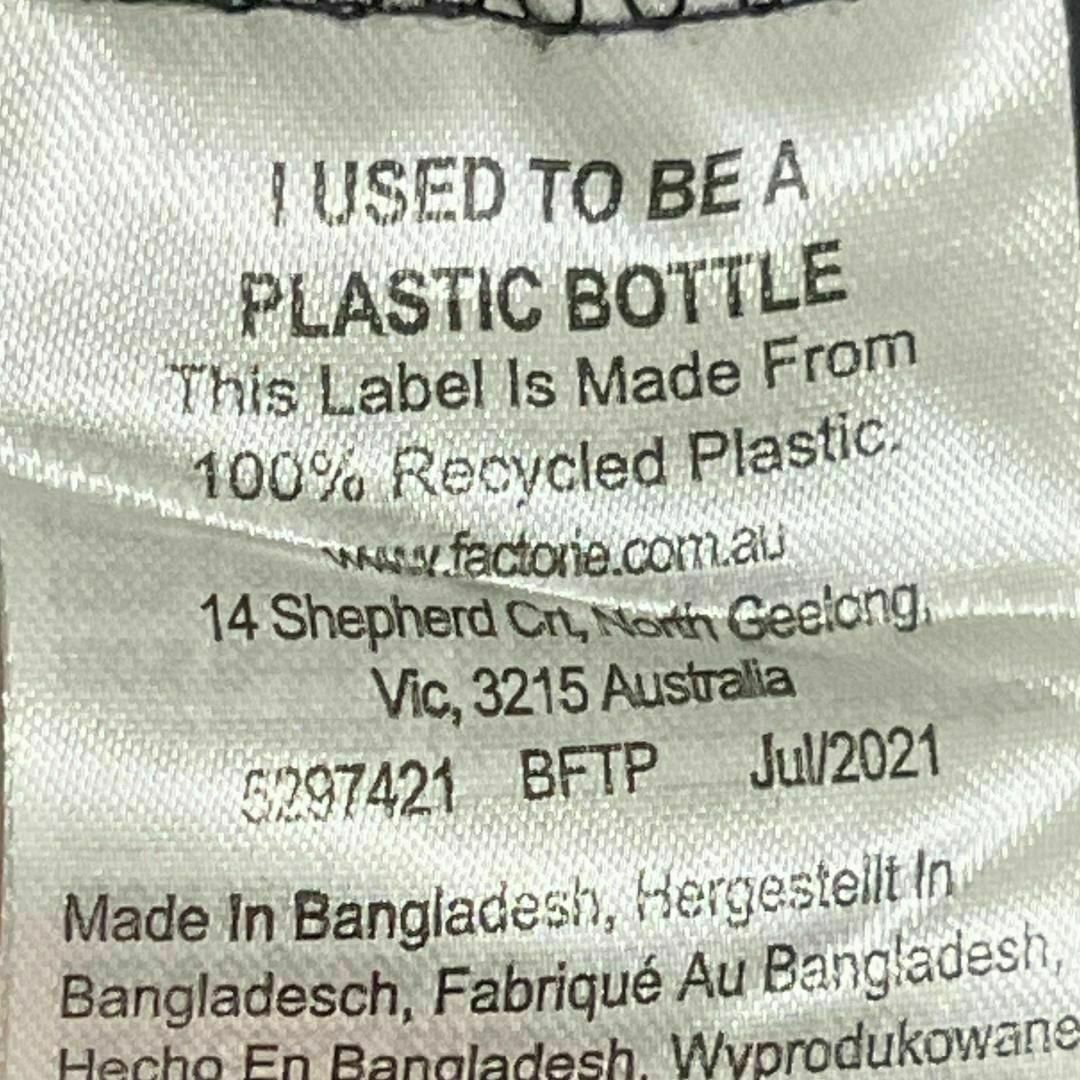 I USED TO BE A
PLASTIC BOTTLE
This Label Is Made From
100% Recycled Plastic.
www.factorie.com.au
14 Shepherd Crt, North Geelong,
Vic, 3215 Australia
5297421 BFTP Jul/2021
Made In Bangladesh, Hergestellt In
Bangladesch, Fabriqué Au Bangladesh,
Hecho En Bangladesh, Wyprodukowane